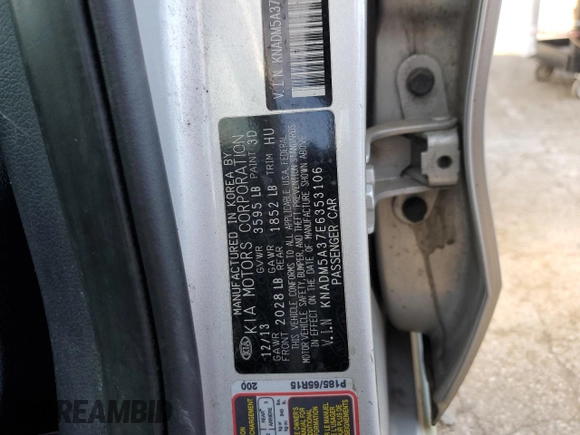 V.I.N KNADM5A37
MANUFACTURED IN KOREA BY
KIA MOTORS CORPORATION
12/13 GVWR 3595 LB PAINT 3D
GAWR FRONT 2028 LB GAWR REAR 1852 LB TRIM HU
THIS VEHICLE CONFORMS TO ALL APPLICABLE U.S.A. FEDERAL
MOTOR VEHICLE SAFETY, BUMPER, AND THEFT PREVENTION STANDARDS
IN EFFECT ON THE DATE OF MANUFACTURE SHOWN ABOVE.
V.I.N KNADM5A37E6353106
PASSENGER CAR
KIA
200
P185/65R15